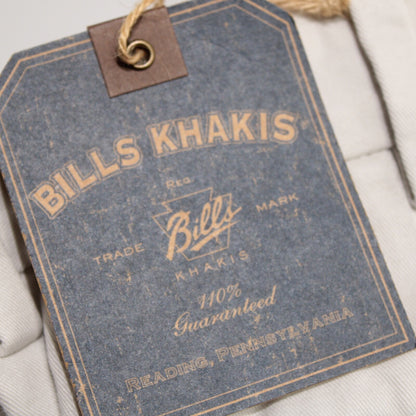 BILLS KHAKIS
REG.
TRADE Bills MARK
KHAKIS
110%
Guaranteed
READING, PENNSYLVANIA